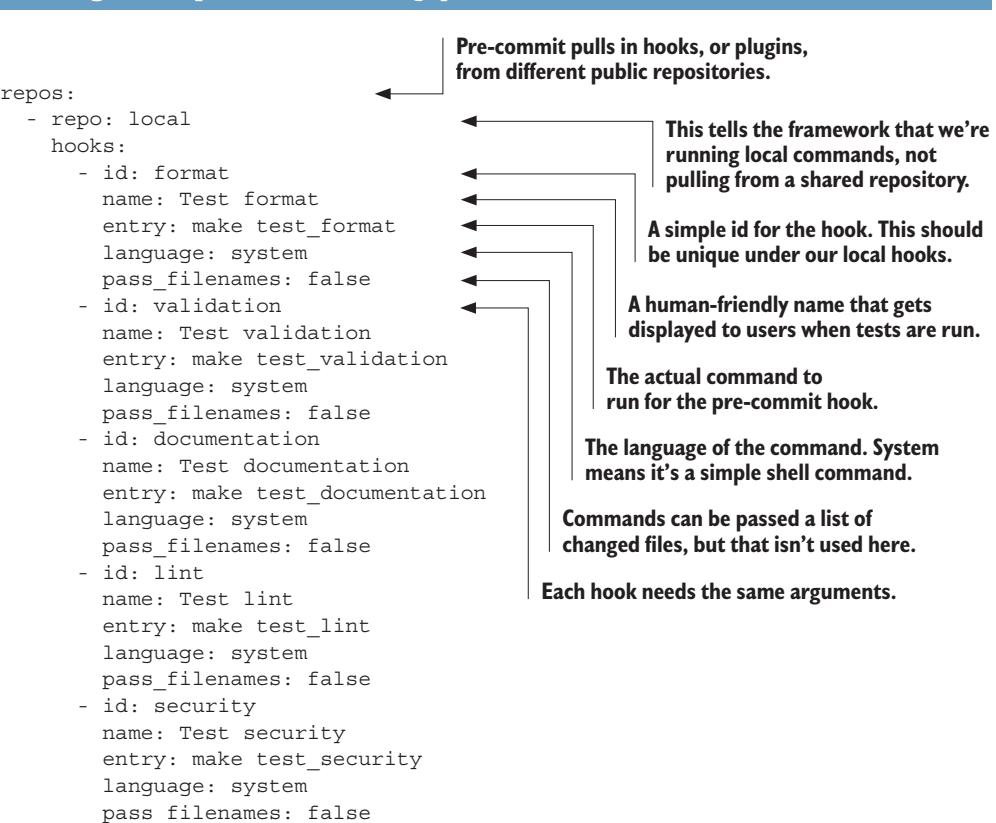 repos:
- repo: local
hooks:
- id: format
name: Test format
entry: make test_format
language: system
pass_filenames: false
- id: validation
name: Test validation
entry: make test_validation
language: system
pass_filenames: false
- id: documentation
name: Test documentation
entry: make test_documentation
language: system
pass_filenames: false
- id: lint
name: Test lint
entry: make test_lint
language: system
pass_filenames: false
- id: security
name: Test security
entry: make test_security
language: system
pass filenames: false
Pre-commit pulls in hooks, or plugins,
from different public repositories.
This tells the framework that we're
running local commands, not
pulling from a shared repository.
A simple id for the hook. This should
be unique under our local hooks.
A human-friendly name that gets
displayed to users when tests are run.
The actual command to
run for the pre-commit hook.
The language of the command. System
means it's a simple shell command.
Commands can be passed a list of
changed files, but that isn't used here.
Each hook needs the same arguments.